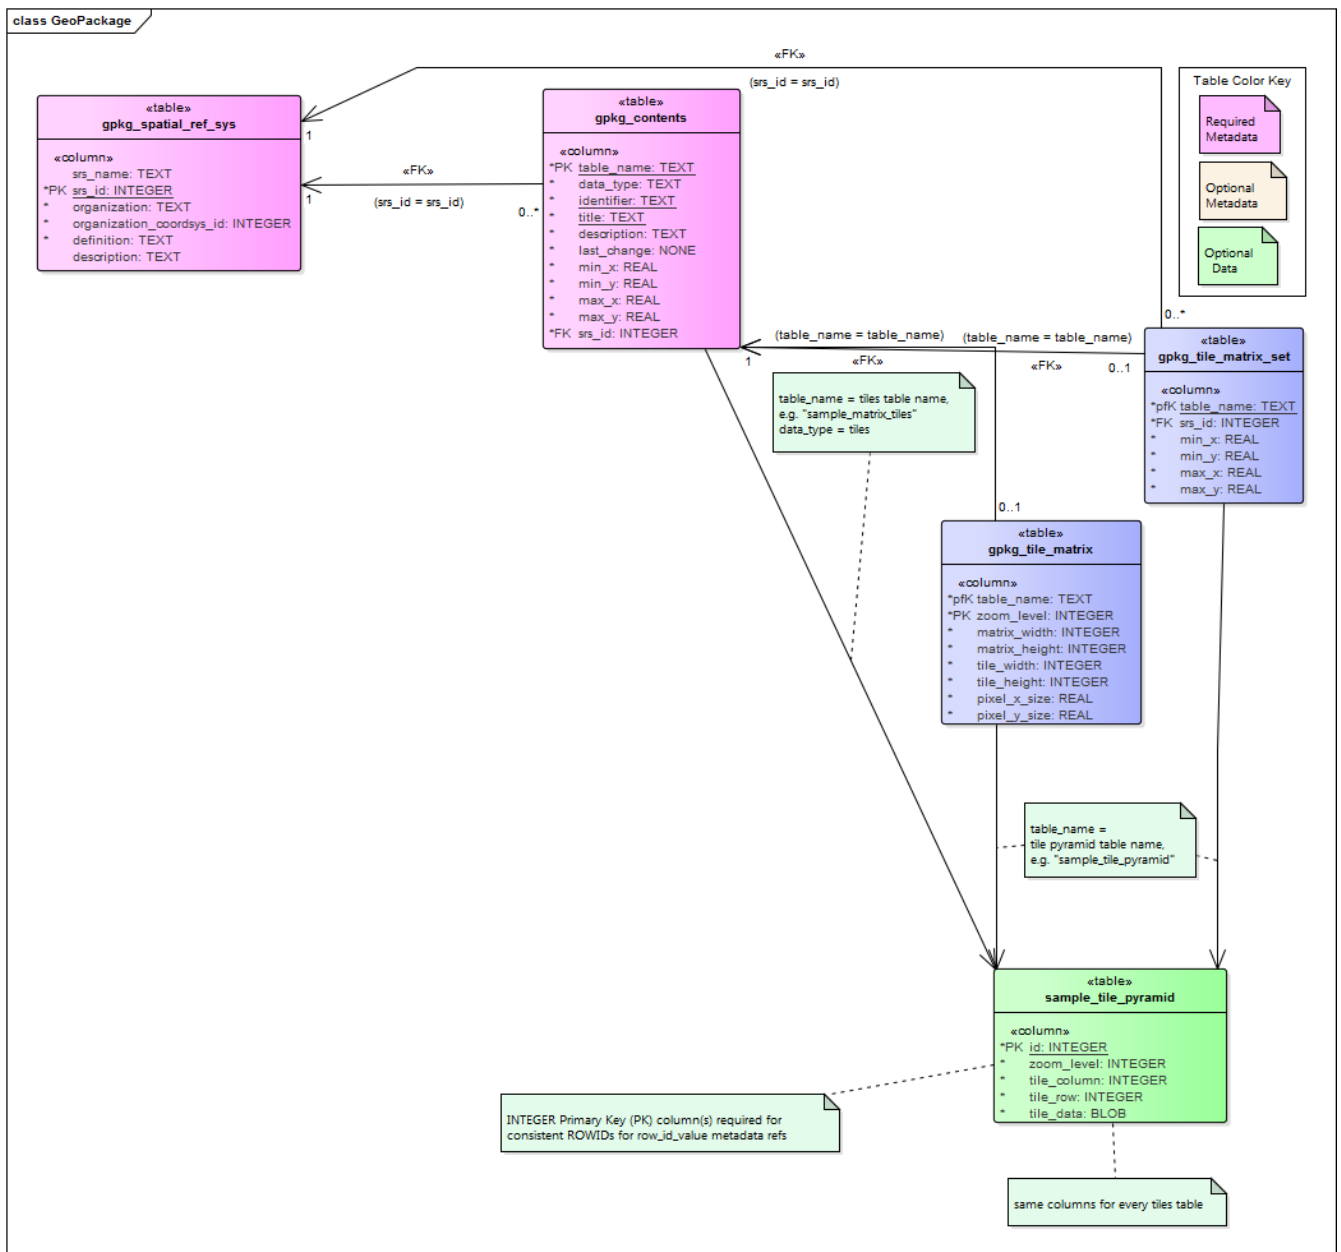 class GeoPackage
«FK»
(srs_id = srs_id)
Table Color Key
Required
Metadata
Optional
Metadata
Optional
Data
«table»
gpkg_spatial_ref_sys
«column»
srs_name: TEXT
*PK srs_id: INTEGER
* organization: TEXT
* organization_coordsys_id: INTEGER
* definition: TEXT
description: TEXT
1
1
«FK»
(srs_id = srs_id)
0..*
«table»
gpkg_contents
«column»
*PK table_name: TEXT
* data_type: TEXT
* identifier: TEXT
* title: TEXT
* description: TEXT
* last_change: NONE
* min_x: REAL
* min_y: REAL
* max_x: REAL
* max_y: REAL
*FK srs_id: INTEGER
0..*
(table_name = table_name)
(table_name = table_name)
1
«FK»
«FK»
0..1
«table»
gpkg_tile_matrix_set
«column»
*pfK table_name: TEXT
*FK srs_id: INTEGER
* min_x: REAL
* min_y: REAL
* max_x: REAL
* max_y: REAL
table_name = tiles table name,
e.g. "sample_matrix_tiles"
data_type = tiles
0..1
«table»
gpkg_tile_matrix
«column»
*pfK table_name: TEXT
*PK zoom_level: INTEGER
* matrix_width: INTEGER
* matrix_height: INTEGER
* tile_width: INTEGER
* tile_height: INTEGER
* pixel_x_size: REAL
* pixel_y_size: REAL
table_name =
tile pyramid table name,
e.g. "sample_tile_pyramid"
«table»
sample_tile_pyramid
«column»
*PK id: INTEGER
* zoom_level: INTEGER
* tile_column: INTEGER
* tile_row: INTEGER
* tile_data: BLOB
INTEGER Primary Key (PK) column(s) required for
consistent ROWIDs for row_id_value metadata refs
same columns for every tiles table